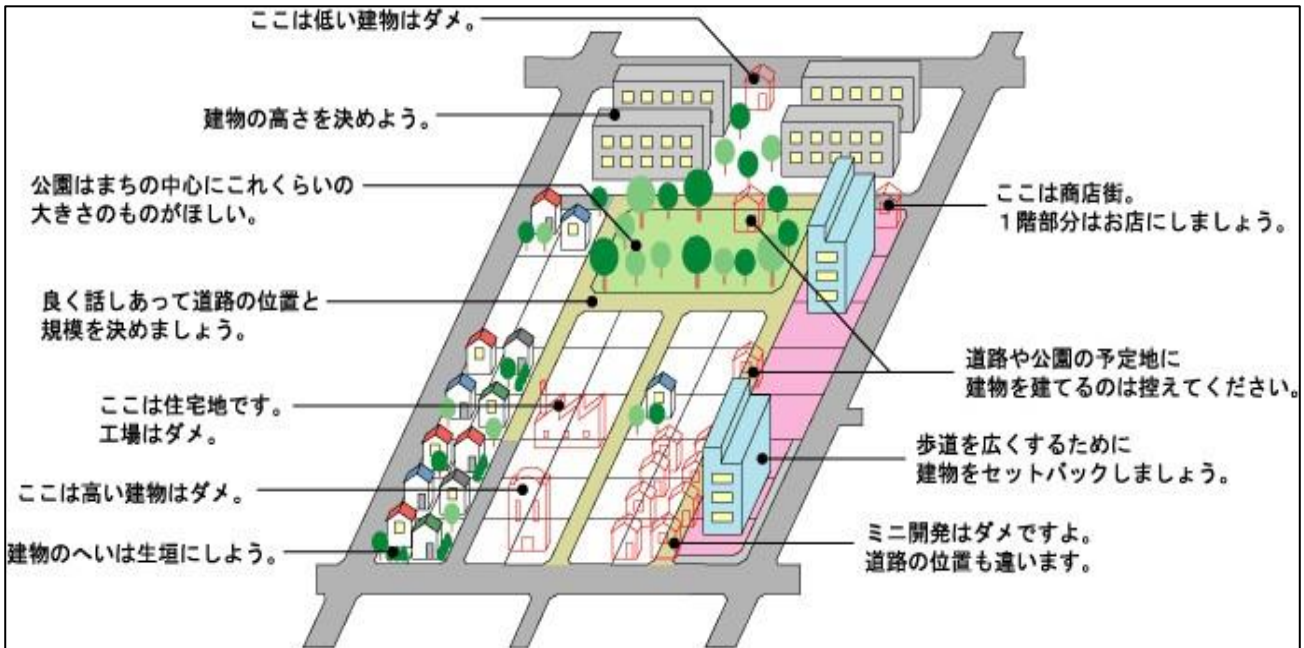 ここは低い建物はダメ。
建物の高さを決めよう。
公園はまちの中心にこれくらいの
大きさのものがほしい。
良く話しあって道路の位置と
規模を決めましょう。
ここは住宅地です。
工場はダメ。
ここは高い建物はダメ。
建物のへいは生垣にしよう。
ここは商店街。
１階部分はお店にしましょう。
道路や公園の予定地に
建物を建てるのは控えてください。
歩道を広くするために
建物をセットバックしましょう。
ミニ開発はダメですよ。
道路の位置も違います。